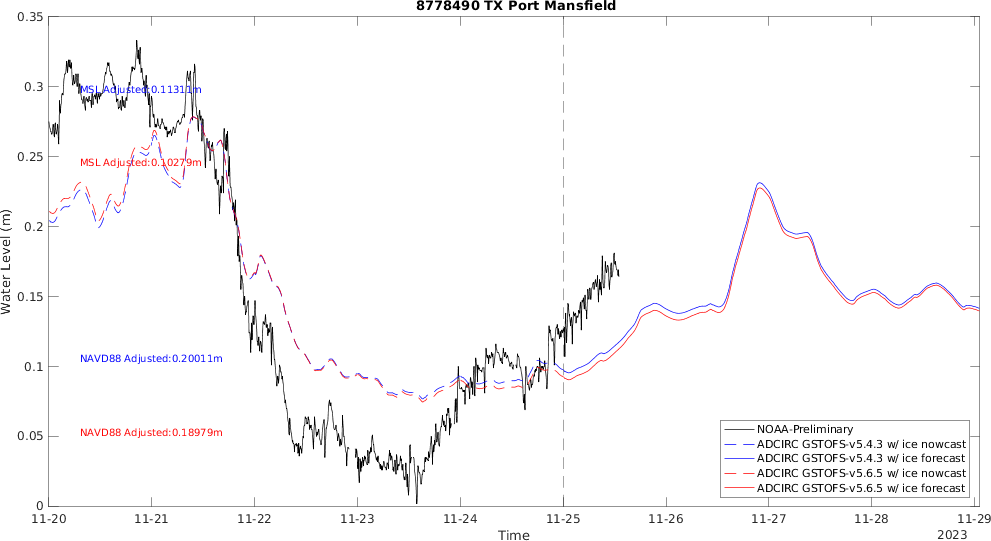 8778490 TX Port Mansfield
0.35
0.3
0.25
0.2
0.15
0.1
0.05
0
Water Level (m)
MSL Adjusted:0.11311m
MSL Adjusted:0.10279m
NAVD88 Adjusted:0.20011m
NAVD88 Adjusted:0.18979m
NOAA-Preliminary
ADCIRC GSTOFS-v5.4.3 w/ ice nowcast
ADCIRC GSTOFS-v5.4.3 w/ ice forecast
ADCIRC GSTOFS-v5.6.5 w/ ice nowcast
ADCIRC GSTOFS-v5.6.5 w/ ice forecast
11-20 11-21 11-22 11-23 11-24 11-25 11-26 11-27 11-28 11-29
Time
2023